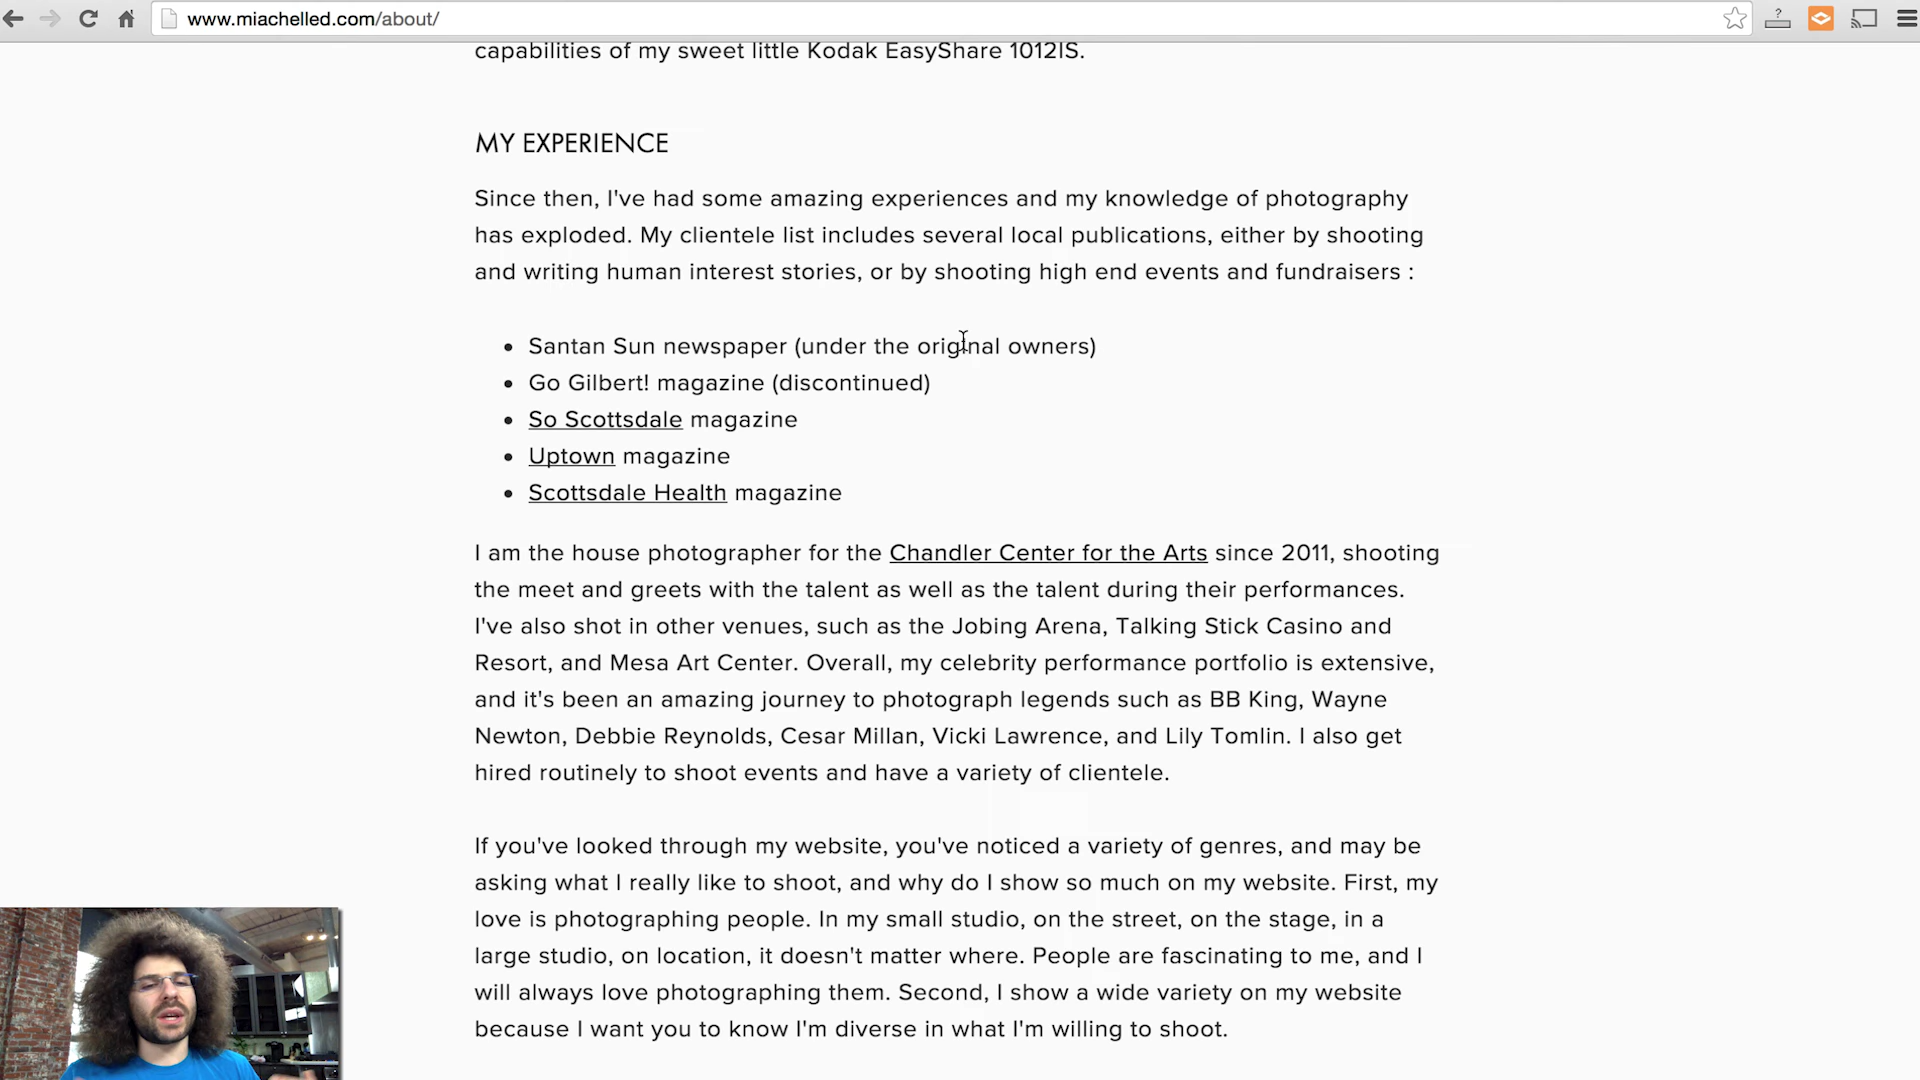 www.miachelled.com/about/
capabilities of my sweet little Kodak EasyShare 1012IS.
MY EXPERIENCE
Since then, I've had some amazing experiences and my knowledge of photography
has exploded. My clientele list includes several local publications, either by shooting
and writing human interest stories, or by shooting high end events and fundraisers :
• Santan Sun newspaper (under the original owners)
• Go Gilbert! magazine (discontinued)
• So Scottsdale magazine
• Uptown magazine
• Scottsdale Health magazine
I am the house photographer for the Chandler Center for the Arts since 2011, shooting
the meet and greets with the talent as well as the talent during their performances.
I've also shot in other venues, such as the Jobing Arena, Talking Stick Casino and
Resort, and Mesa Art Center. Overall, my celebrity performance portfolio is extensive,
and it's been an amazing journey to photograph legends such as BB King, Wayne
Newton, Debbie Reynolds, Cesar Millan, Vicki Lawrence, and Lily Tomlin. I also get
hired routinely to shoot events and have a variety of clientele.
If you've looked through my website, you've noticed a variety of genres, and may be
asking what I really like to shoot, and why do I show so much on my website. First, my
love is photographing people. In my small studio, on the street, on the stage, in a
large studio, on location, it doesn't matter where. People are fascinating to me, and I
will always love photographing them. Second, I show a wide variety on my website
because I want you to know I'm diverse in what I'm willing to shoot.